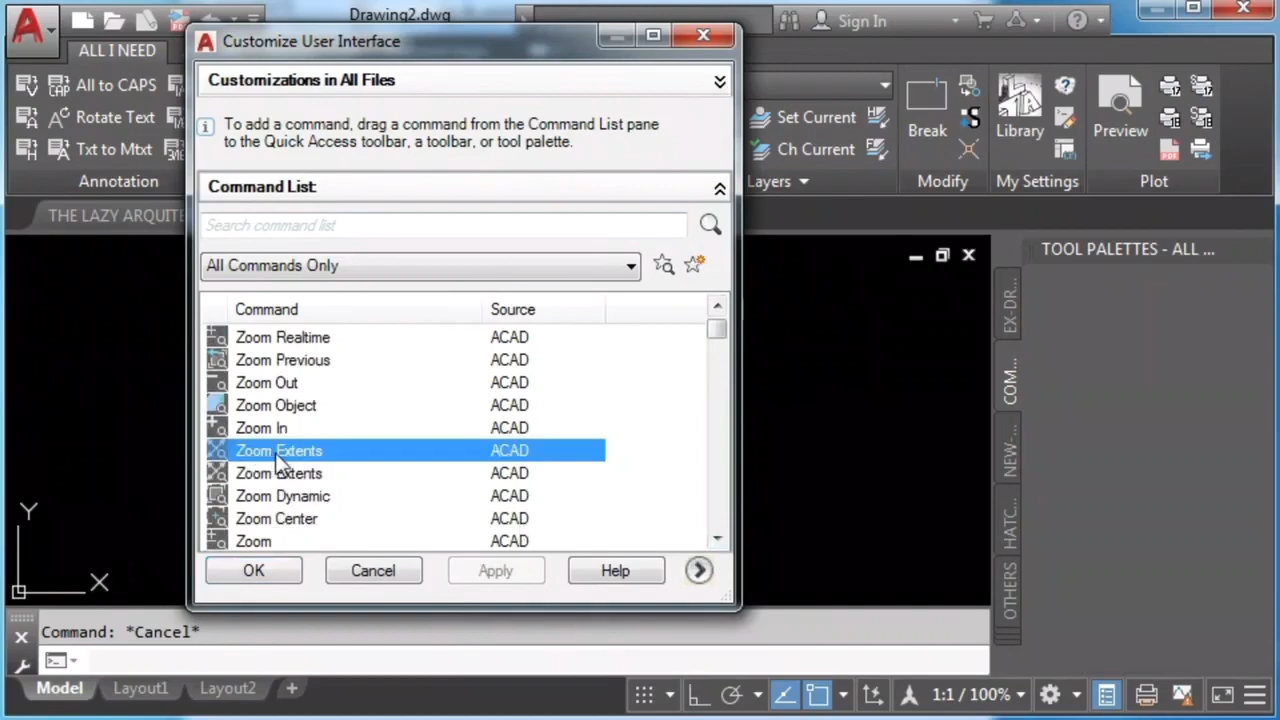 Drawing2.dwg
Sign In
ALL I NEED
Customize User Interface
Customizations in All Files
To add a command, drag a command from the Command List pane
to the Quick Access toolbar, a toolbar, or tool palette.
Command List:
Search command list
All Commands Only
Command Source
Zoom Realtime ACAD
Zoom Previous ACAD
Zoom Out ACAD
Zoom Object ACAD
Zoom In ACAD
Zoom Extents ACAD
Zoom Extents ACAD
Zoom Dynamic ACAD
Zoom Center ACAD
Zoom ACAD
OK Cancel Apply Help
All to CAPS
Rotate Text
Txt to Mtxt
Annotation
Set Current
Ch Current
Layers
Break
Modify
Library
My Settings
Preview
Plot
THE LAZY ARQUITE
TOOL PALETTES - ALL ...
EX-DR...
COM...
NEW-...
HATC...
OTHERS
Y
X
Command: *Cancel*
Model Layout1 Layout2 +
1:1 / 100%